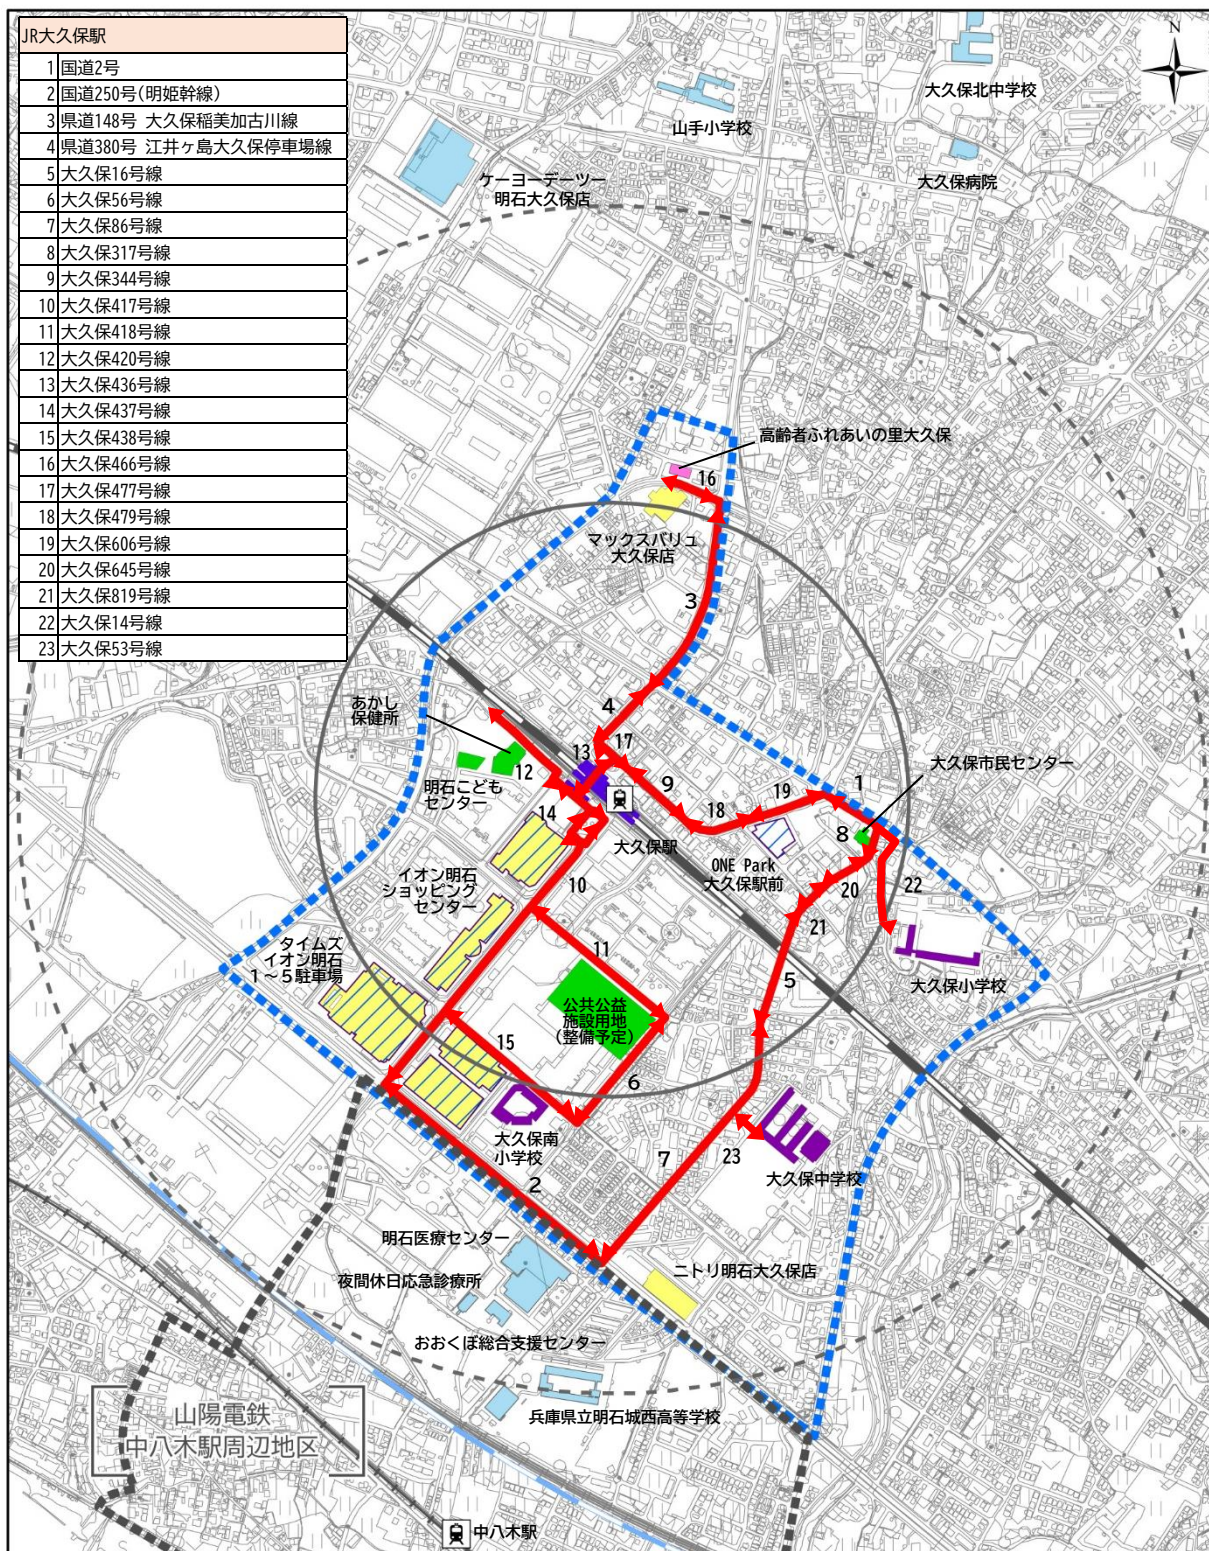 JR大久保駅
1 国道2号
2 国道250号(明姫幹線)
3 県道148号 大久保稲美加古川線
4 県道380号 江井ヶ島大久保停車場線
5 大久保16号線
6 大久保56号線
7 大久保86号線
8 大久保317号線
9 大久保344号線
10 大久保417号線
11 大久保418号線
12 大久保420号線
13 大久保436号線
14 大久保437号線
15 大久保438号線
16 大久保466号線
17 大久保477号線
18 大久保479号線
19 大久保606号線
20 大久保645号線
21 大久保819号線
22 大久保14号線
23 大久保53号線
N
大久保北中学校
山手小学校
大久保病院
ケーヨーデーツー
明石大久保店
高齢者ふれあいの里大久保
16
マックスバリュ
大久保店
3
あかし
保健所
4
17
13
12
明石こども
センター
9
大久保市民センター
1
19
18
14
大久保駅
8
ONE Park
大久保駅前
20
22
10
イオン明石
ショッピング
センター
21
11
タイムズ
イオン明石
1～5駐車場
5
大久保小学校
公共公益
施設用地
(整備予定)
15
6
大久保南
小学校
23
7
大久保中学校
2
明石医療センター
夜間休日応急診療所
ニトリ明石大久保店
おおくぼ総合支援センター
兵庫県立明石城西高等学校
山陽電鉄
中八木駅周辺地区
中八木駅